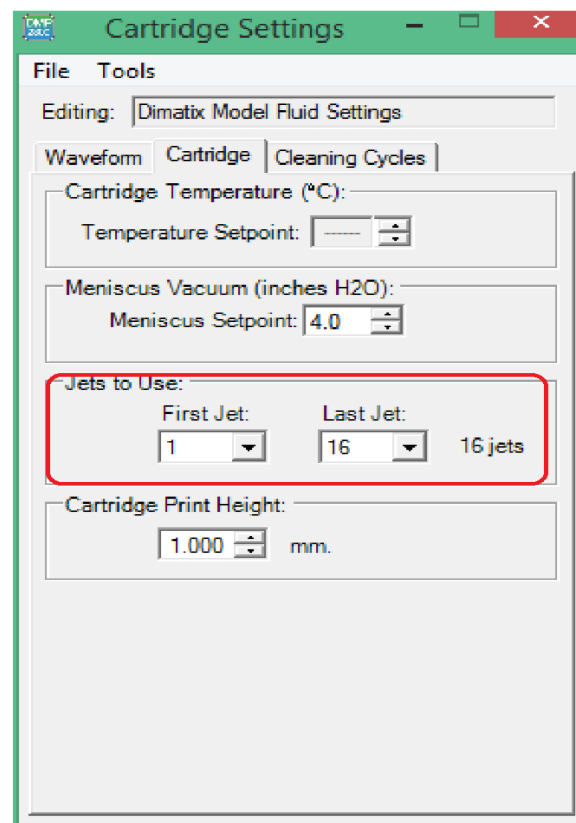 Cartridge Settings
File Tools
Editing: Dimatix Model Fluid Settings
Waveform Cartridge Cleaning Cycles
Cartridge Temperature (°C):
Temperature Setpoint: -----
Meniscus Vacuum (inches H2O):
Meniscus Setpoint: 4.0
Jets to Use:
First Jet: Last Jet:
1 16 16 jets
Cartridge Print Height:
1.000 mm.